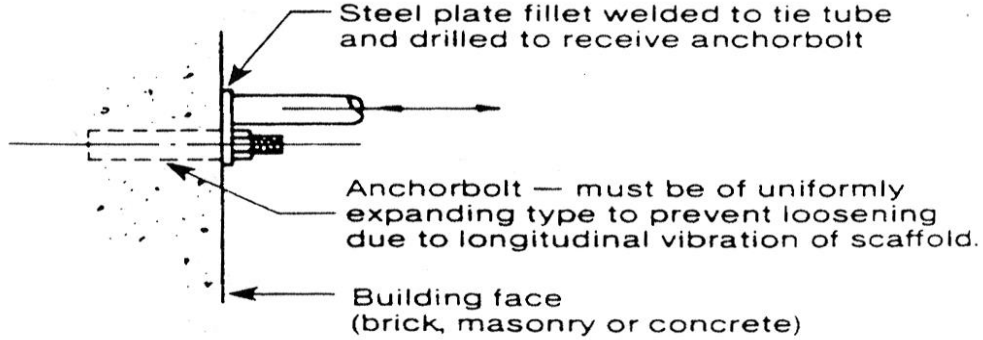 Steel plate fillet welded to tie tube
and drilled to receive anchorbolt
Anchorbolt — must be of uniformly
expanding type to prevent loosening
due to longitudinal vibration of scaffold.
Building face
(brick, masonry or concrete)